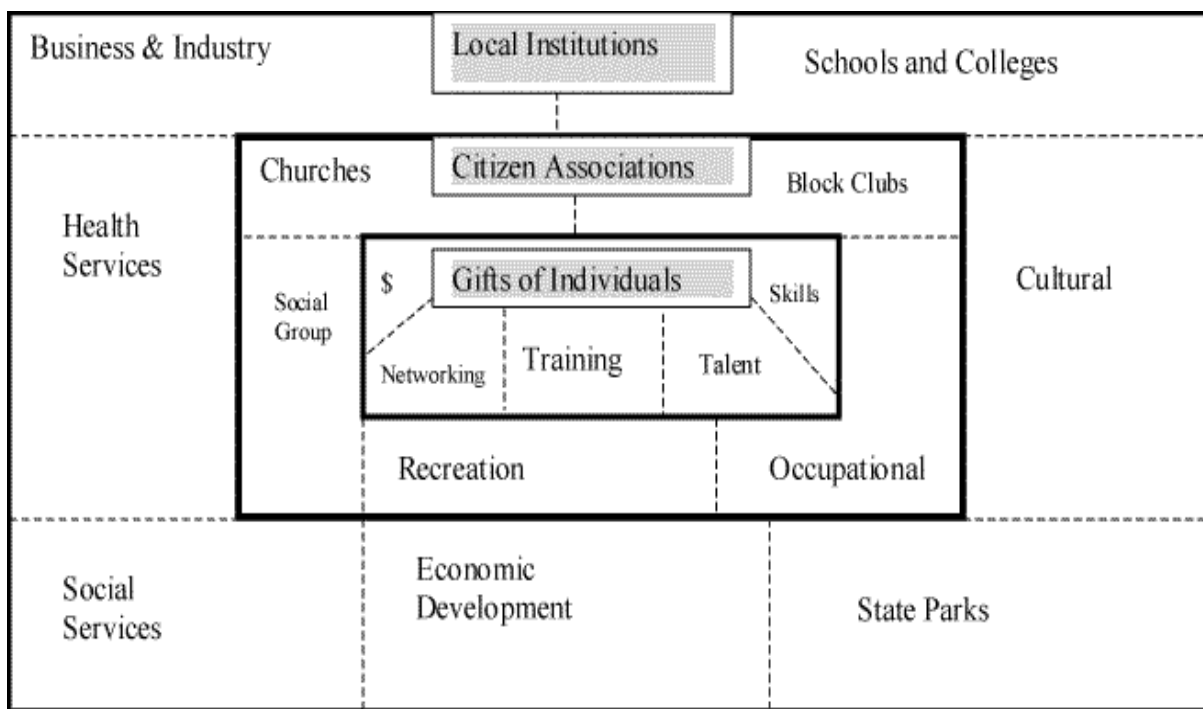 Business & Industry
Local Institutions
Schools and Colleges
Churches
Citizen Associations
Block Clubs
Health
Services
Cultural
Social
Group
$
Gifts of Individuals
Skills
Networking
Training
Talent
Recreation
Occupational
Social
Services
Economic
Development
State Parks